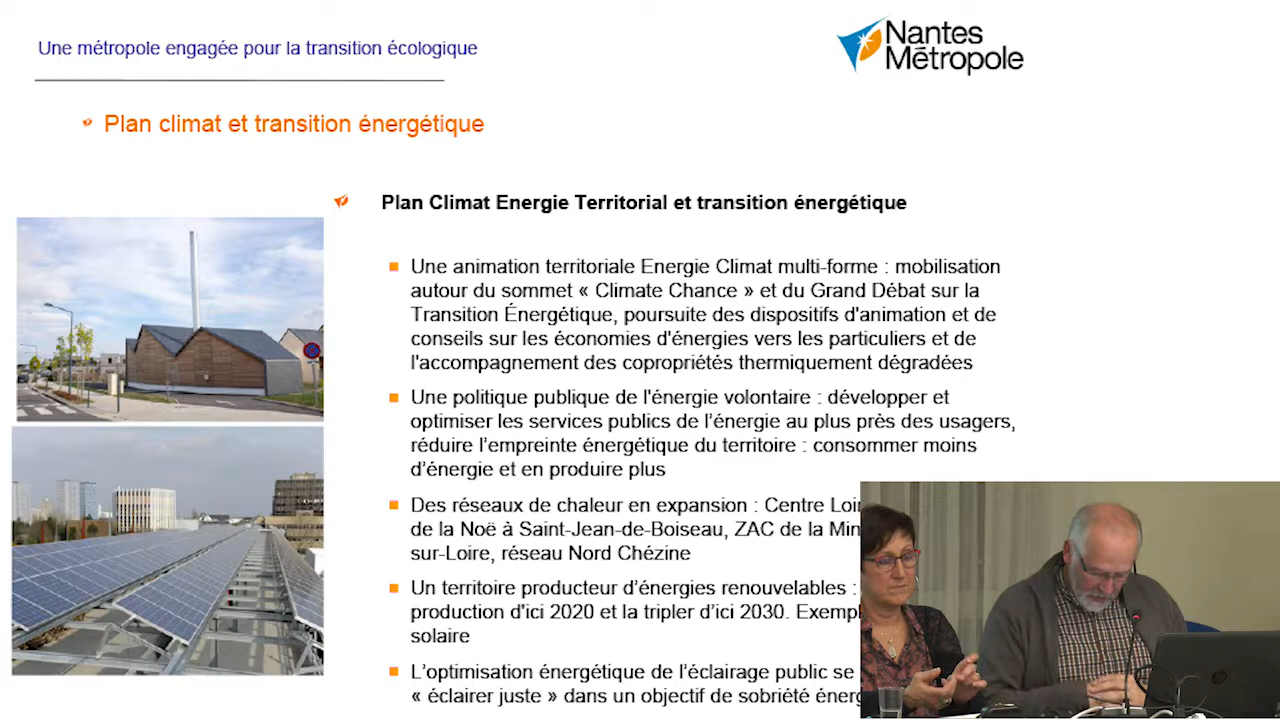 Une métropole engagée pour la transition écologique
Nantes
Métropole
Plan climat et transition énergétique
Plan Climat Energie Territorial et transition énergétique
Une animation territoriale Energie Climat multi-forme : mobilisation
autour du sommet « Climate Chance » et du Grand Débat sur la
Transition Énergétique, poursuite des dispositifs d'animation et de
conseils sur les économies d'énergies vers les particuliers et de
l'accompagnement des copropriétés thermiquement dégradées
Une politique publique de l'énergie volontaire : développer et
optimiser les services publics de l’énergie au plus près des usagers,
réduire l’empreinte énergétique du territoire : consommer moins
d’énergie et en produire plus
Des réseaux de chaleur en expansion : Centre
de la Noë à Saint-Jean-de-Boiseau, ZAC de la
sur-Loire, réseau Nord Chézine
Un territoire producteur d’énergies renouvelables :
production d'ici 2020 et la tripler d’ici 2030.
solaire
L’optimisation énergétique de l’éclairage public se
« éclairer juste » dans un objectif de sobriété